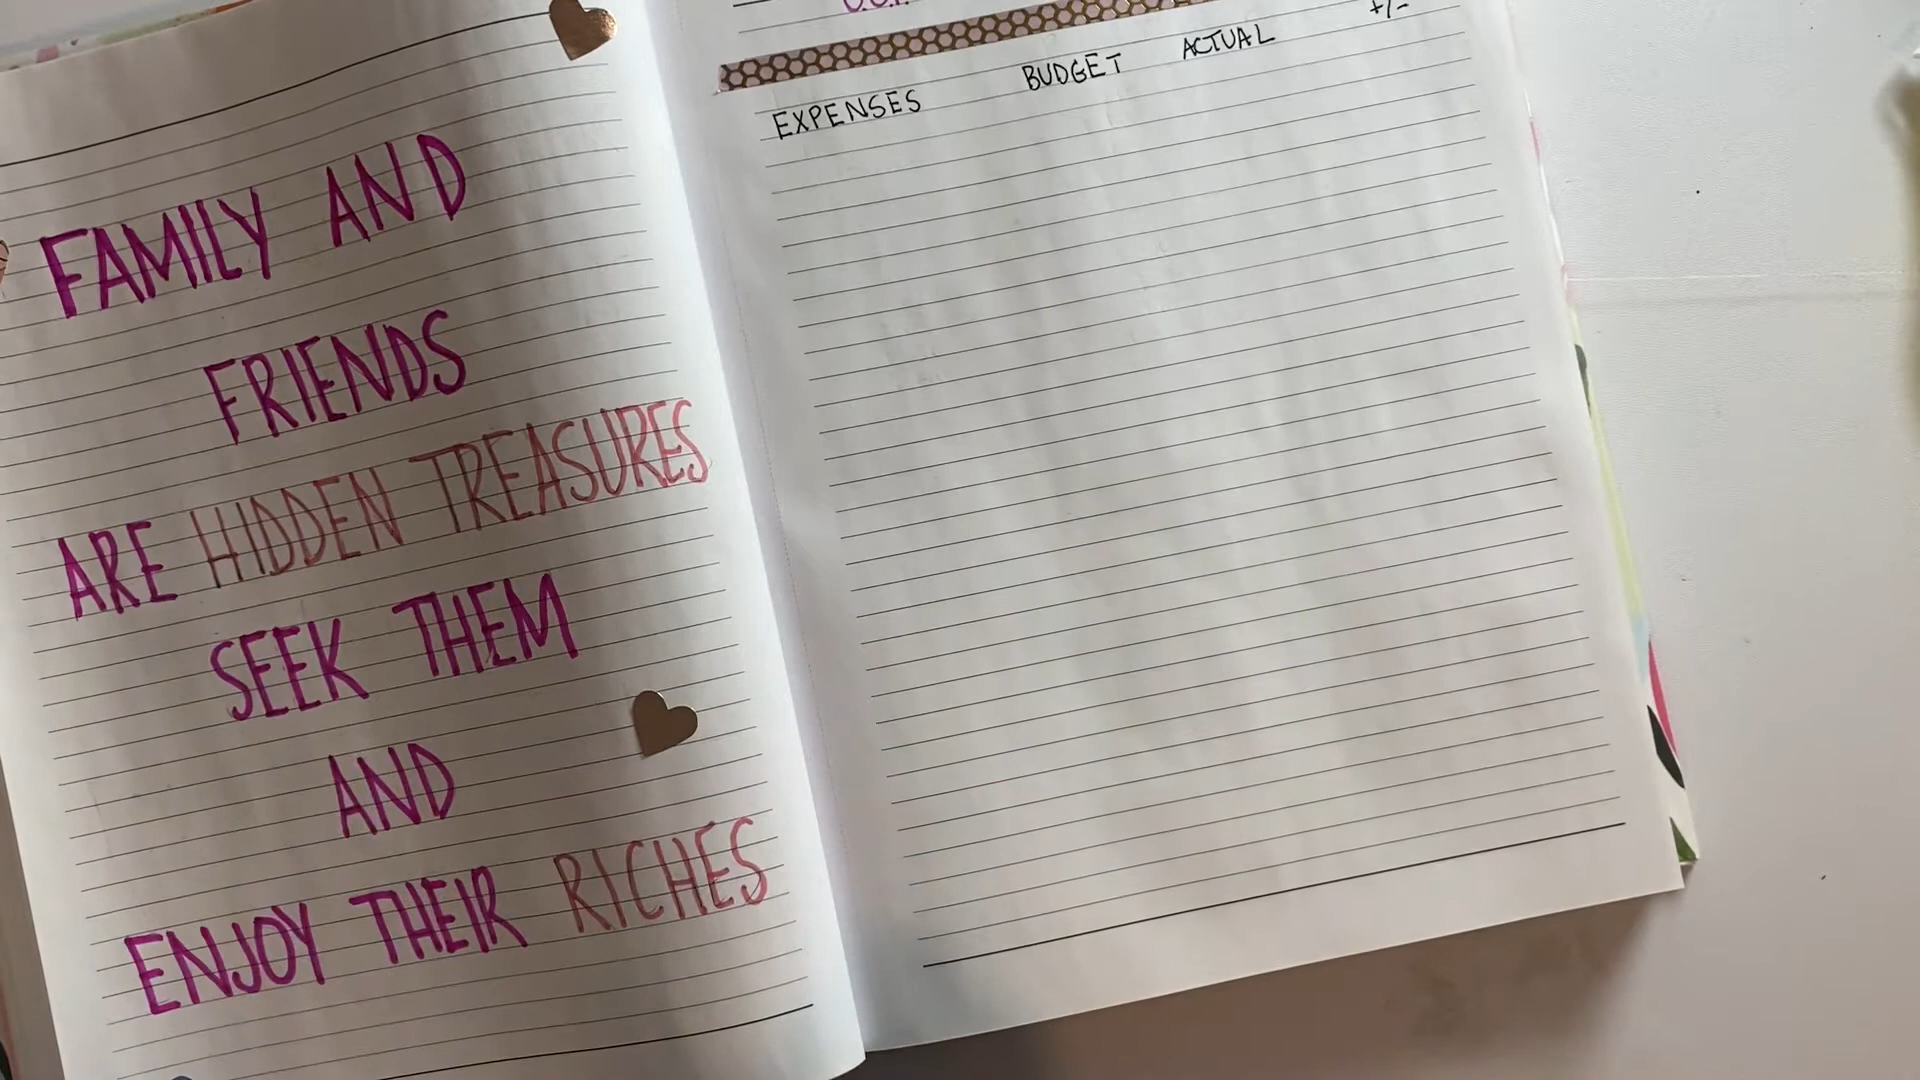 FAMILY AND
FRIENDS
ARE HIDDEN TREASURES
SEEK THEM
AND
ENJOY THEIR RICHES
EXPENSES BUDGET ACTUAL +/-